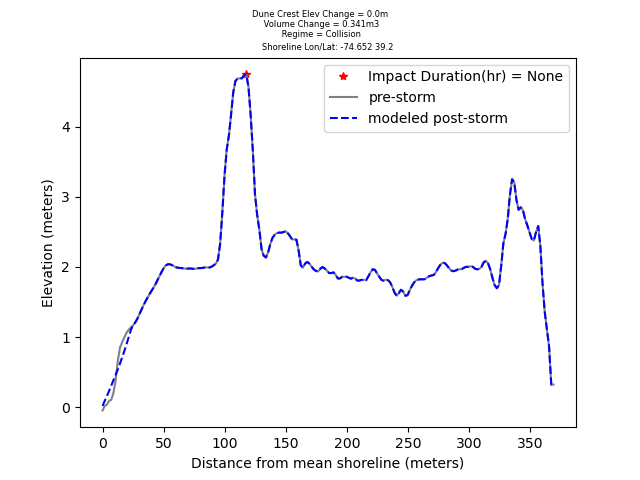 Dune Crest Elev Change = 0.0m
Volume Change = 0.341m3
Regime = Collision
Shoreline Lon/Lat: -74.652 39.2
Impact Duration(hr) = None
pre-storm
modeled post-storm
Elevation (meters)
4
3
2
1
0
0 50 100 150 200 250 300 350
Distance from mean shoreline (meters)